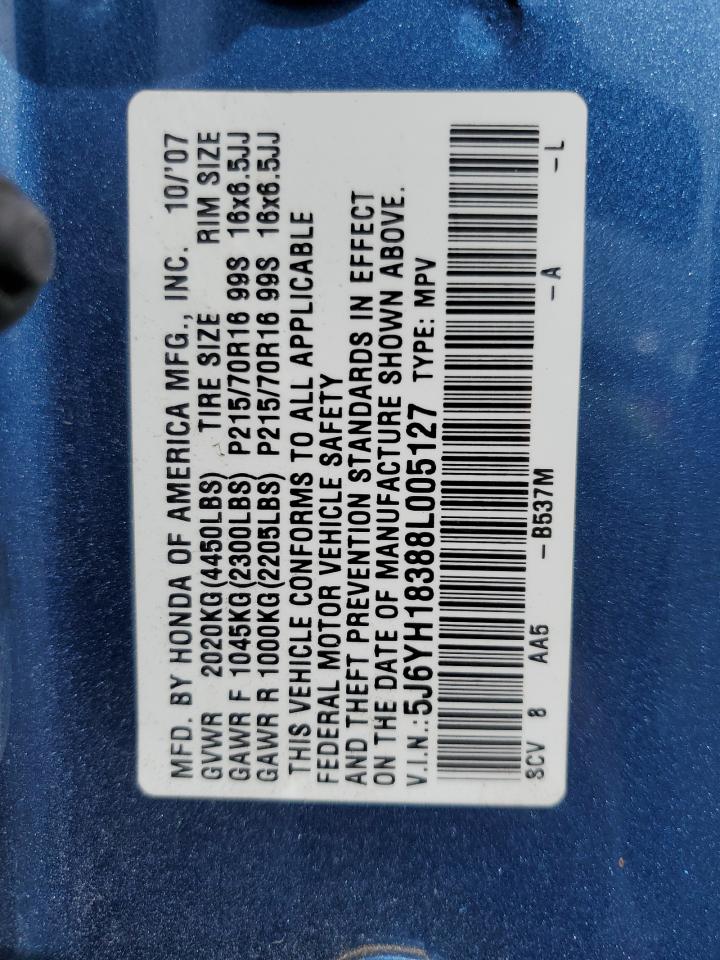 MFD. BY HONDA OF AMERICA MFG., INC. 10/'07
GVWR 2020KG(4450LBS) TIRE SIZE RIM SIZE
GAWR F 1045KG(2300LBS) P215/70R16 99S 16x6.5JJ
GAWR R 1000KG(2205LBS) P215/70R16 99S 16x6.5JJ
THIS VEHICLE CONFORMS TO ALL APPLICABLE
FEDERAL MOTOR VEHICLE SAFETY
AND THEFT PREVENTION STANDARDS IN EFFECT
ON THE DATE OF MANUFACTURE SHOWN ABOVE.
V.I.N.:5J6YH18388L005127 TYPE: MPV
SCV 8 AA5 -B537M -A -L